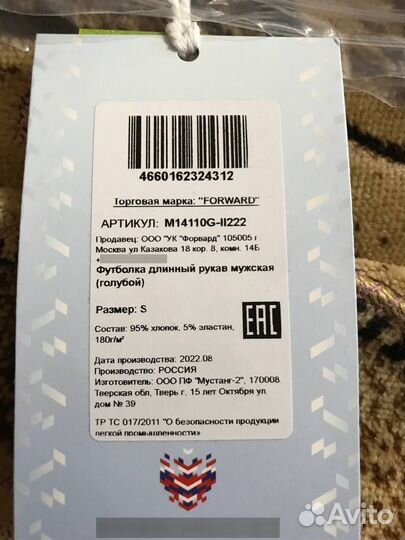 4660162324312
Торговая марка: "FORWARD"
АРТИКУЛ: M14110G-II222
Продавец: ООО "УК "Форвард" 105005 г
Москва ул Казакова 18 кор. 8, комн. 14Б
+
Футболка длинный рукав мужская
(голубой)
Размер: S
Состав: 95% хлопок, 5% эластан,
180г/м²
EAC
Дата производства: 2022.08
Производство: РОССИЯ
Изготовитель: ООО ПФ "Мустанг-2", 170008
Тверская обл, Тверь г. 15 лет Октября ул.
дом № 39
ТР ТС 017/2011 "О безопасности продукции
легкой промышленности»
Avito